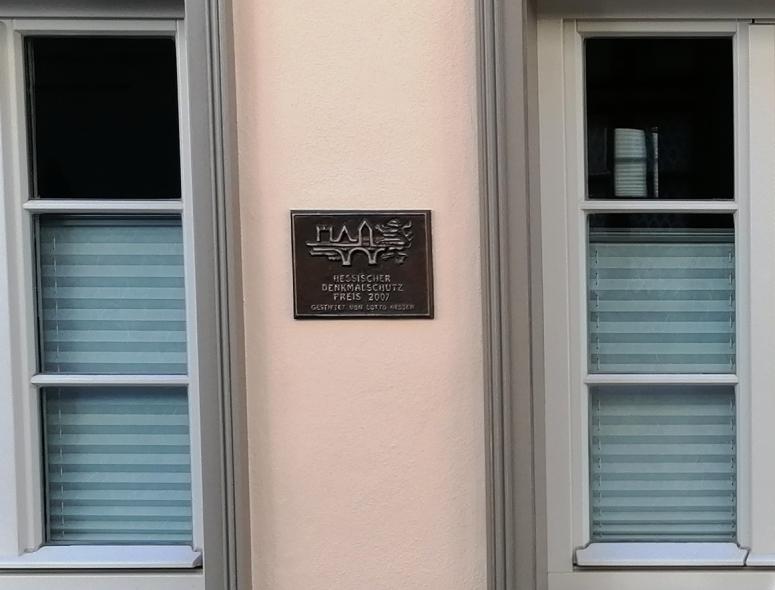 HESSISCHER
DENKMALSCHUTZ
PREIS 2007
GESTIFTET VON LOTTO HESSEN